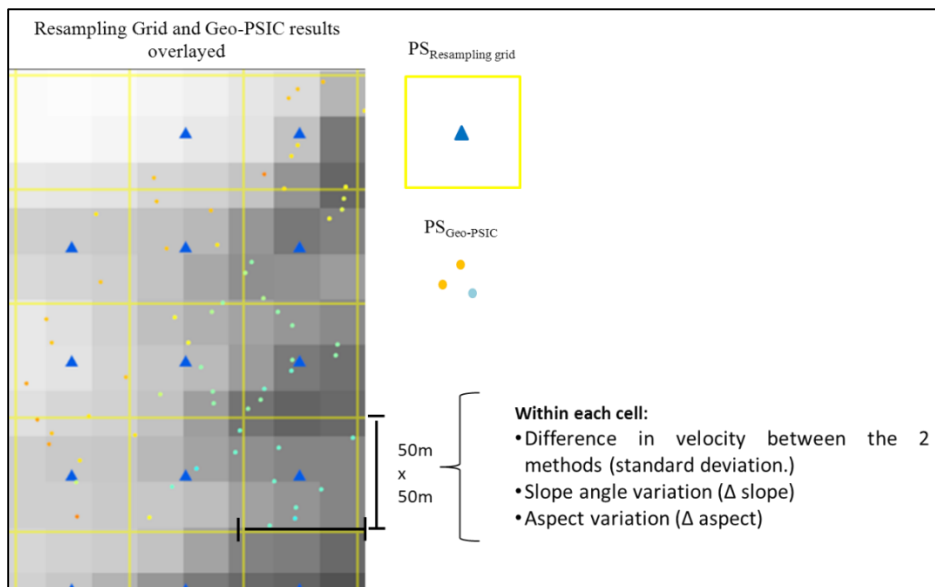 Resampling Grid and Geo-PSIC results
overlayed
PSResampling grid
PSGeo-PSIC
50m
x
50m
Within each cell:
•Difference in velocity between the 2
methods (standard deviation.)
•Slope angle variation (Δ slope)
•Aspect variation (Δ aspect)